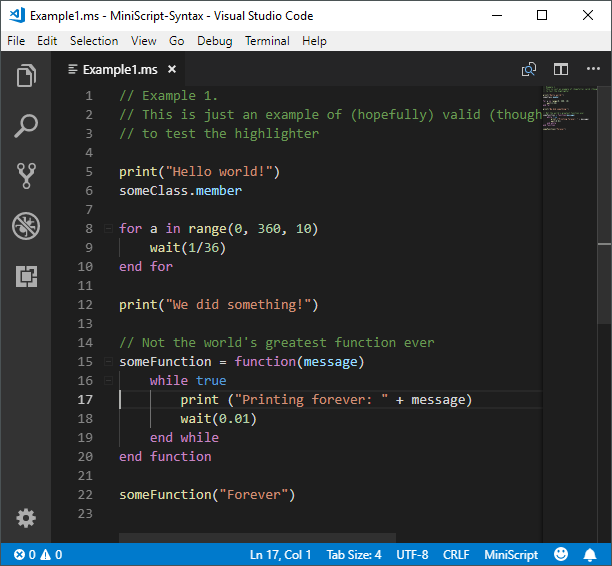 Example1.ms - MiniScript-Syntax - Visual Studio Code
File Edit Selection View Go Debug Terminal Help
Example1.ms
1 // Example 1.
2 // This is just an example of (hopefully) valid (though
3 // to test the highlighter
4
5 print("Hello world!")
6 someClass.member
7
8 for a in range(0, 360, 10)
9     wait(1/36)
10 end for
11
12 print("We did something!")
13
14 // Not the world's greatest function ever
15 someFunction = function(message)
16     while true
17         print ("Printing forever: " + message)
18         wait(0.01)
19     end while
20 end function
21
22 someFunction("Forever")
23
0 0 Ln 17, Col 1 Tab Size: 4 UTF-8 CRLF MiniScript